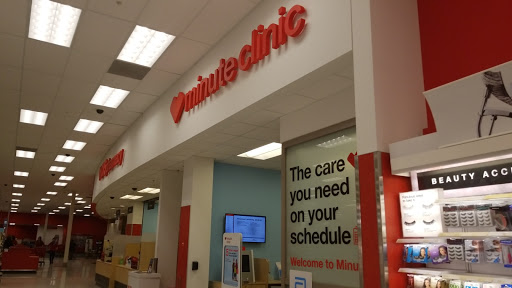 minute clinic
The care
you need
on your
schedule
Welcome to Minu
BEAUTY ACC